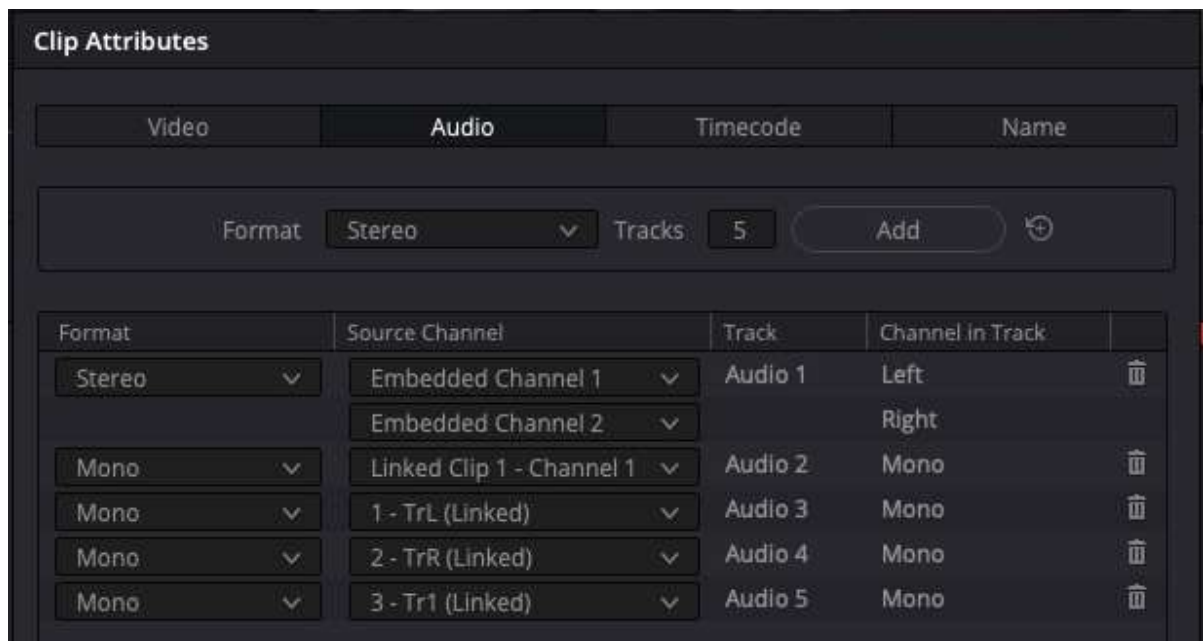 Clip Attributes
Video Audio Timecode Name
Format Stereo Tracks 5 Add
Format Source Channel Track Channel in Track
Stereo Embedded Channel 1 Audio 1 Left
Embedded Channel 2 Right
Mono Linked Clip 1 - Channel 1 Audio 2 Mono
Mono 1 - TrL (Linked) Audio 3 Mono
Mono 2 - TrR (Linked) Audio 4 Mono
Mono 3 - Tr1 (Linked) Audio 5 Mono